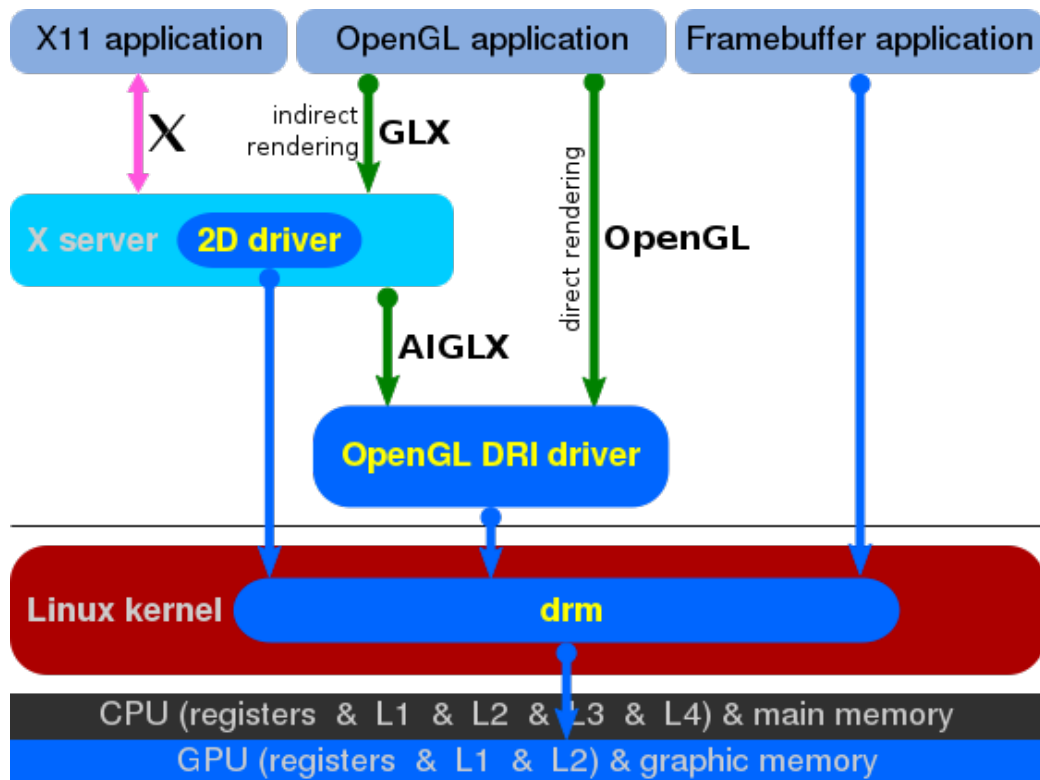 X11 application
OpenGL application
Framebuffer application
indirect
rendering
GLX
X
direct rendering
OpenGL
X server
2D driver
AIGLX
OpenGL DRI driver
Linux kernel
drm
CPU (registers & L1 & L2 & L3 & L4) & main memory
GPU (registers & L1 & L2) & graphic memory